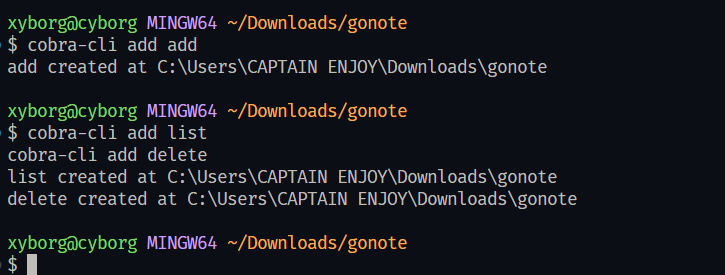 xyborg@cyborg MINGW64 ~/Downloads/gonote
$ cobra-cli add add
add created at C:\Users\CAPTAIN ENJOY\Downloads\gonote
xyborg@cyborg MINGW64 ~/Downloads/gonote
$ cobra-cli add list
cobra-cli add delete
list created at C:\Users\CAPTAIN ENJOY\Downloads\gonote
delete created at C:\Users\CAPTAIN ENJOY\Downloads\gonote
xyborg@cyborg MINGW64 ~/Downloads/gonote
$